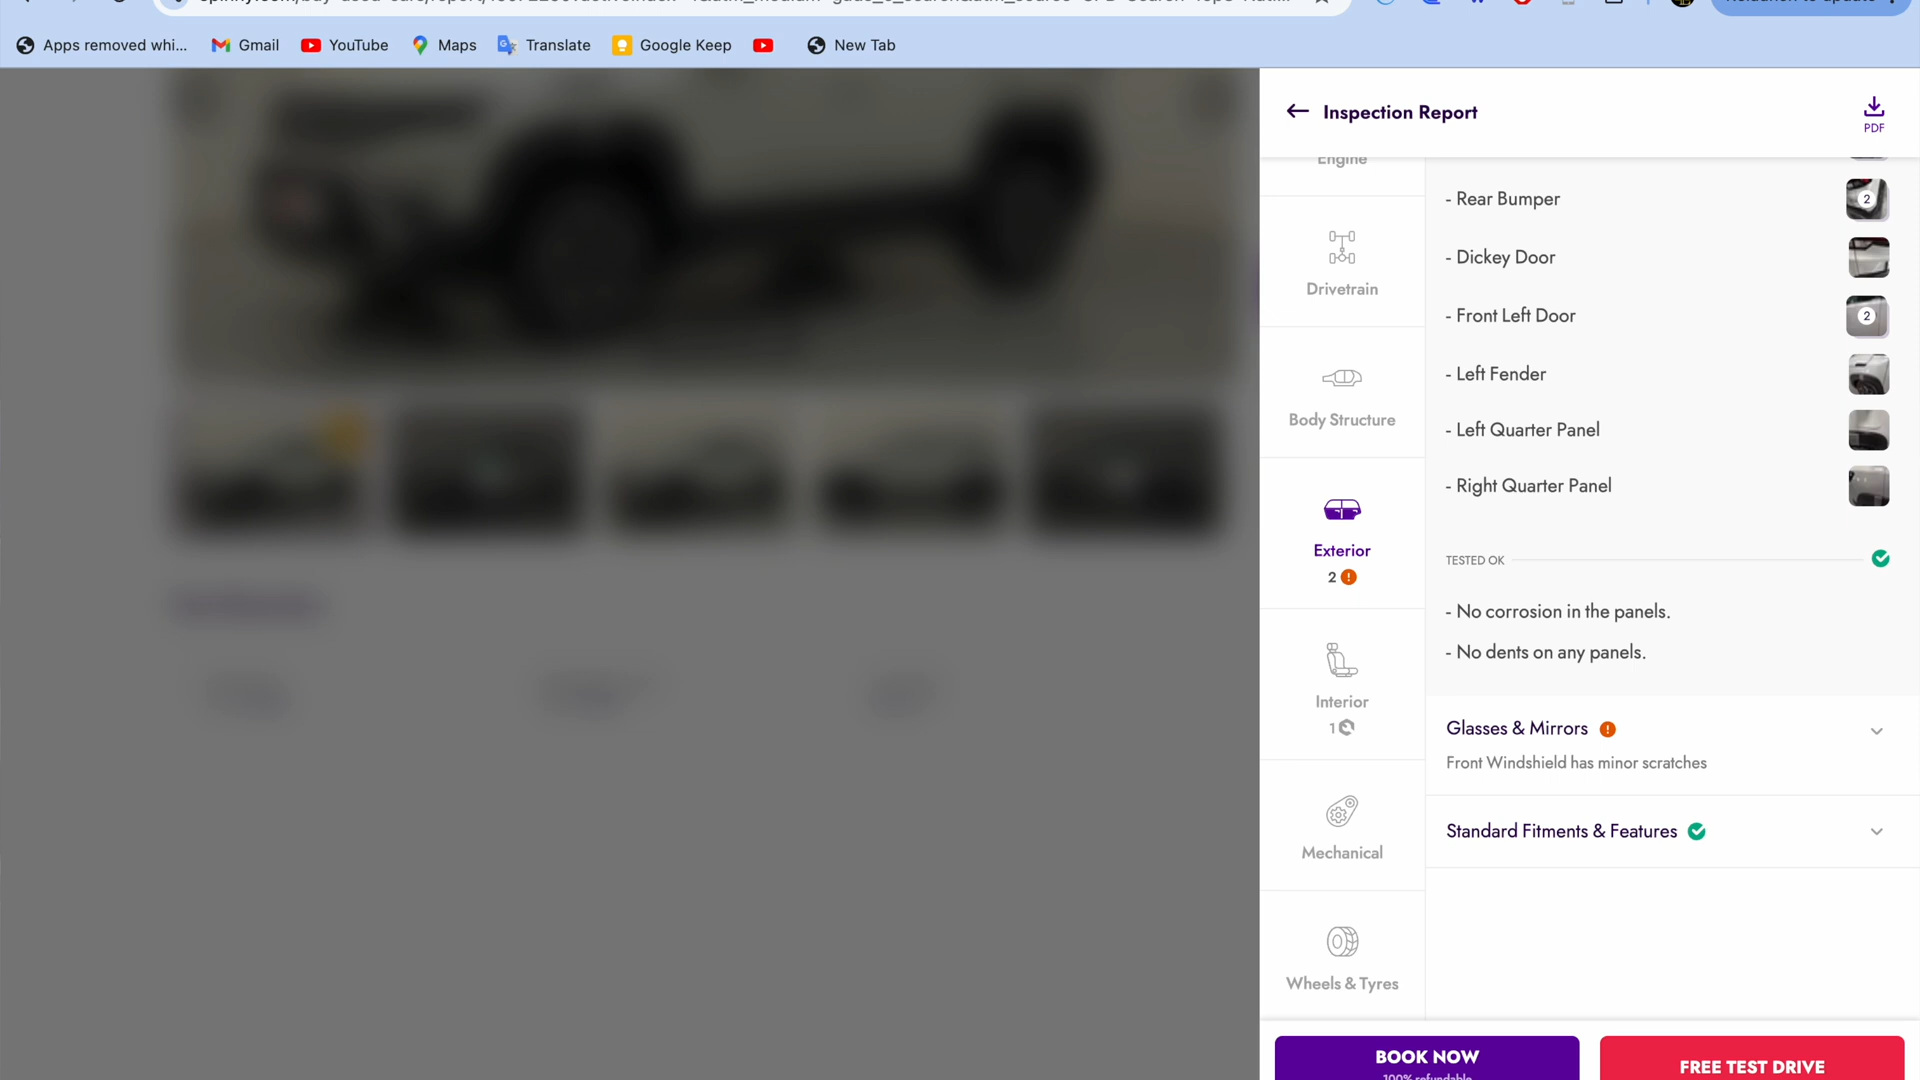 Apps removed whi...
Gmail
YouTube
Maps
Translate
Google Keep
New Tab
Inspection Report
PDF
Engine
Drivetrain
Body Structure
Exterior
2
Interior
1
Mechanical
Wheels & Tyres
- Rear Bumper
2
- Dickey Door
- Front Left Door
2
- Left Fender
- Left Quarter Panel
- Right Quarter Panel
TESTED OK
- No corrosion in the panels.
- No dents on any panels.
Glasses & Mirrors
Front Windshield has minor scratches
Standard Fitments & Features
BOOK NOW
100% refundable
FREE TEST DRIVE